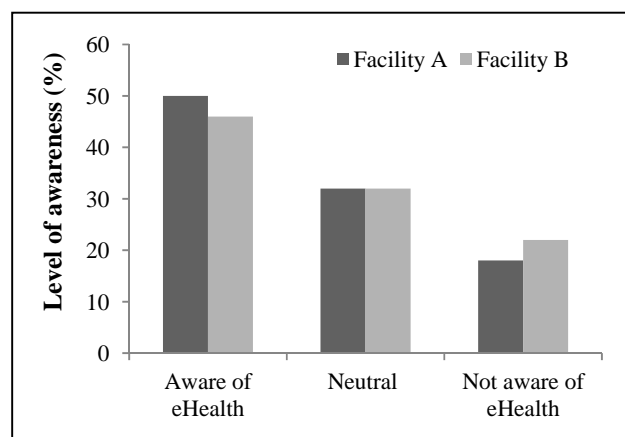 Facility A Facility B
Level of awareness (%)
60
50
40
30
20
10
0
Aware of
eHealth
Neutral
Not aware of
eHealth